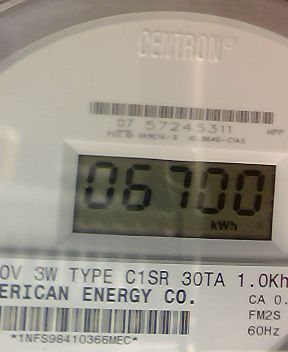 CENTRON®
07 57245311
HPP
06700
kWh
0V 3W TYPE C1SR 30TA 1.0Kh
ERICAN ENERGY CO.
CA 0.
FM2S
60Hz
*1NFS98410366MEC*